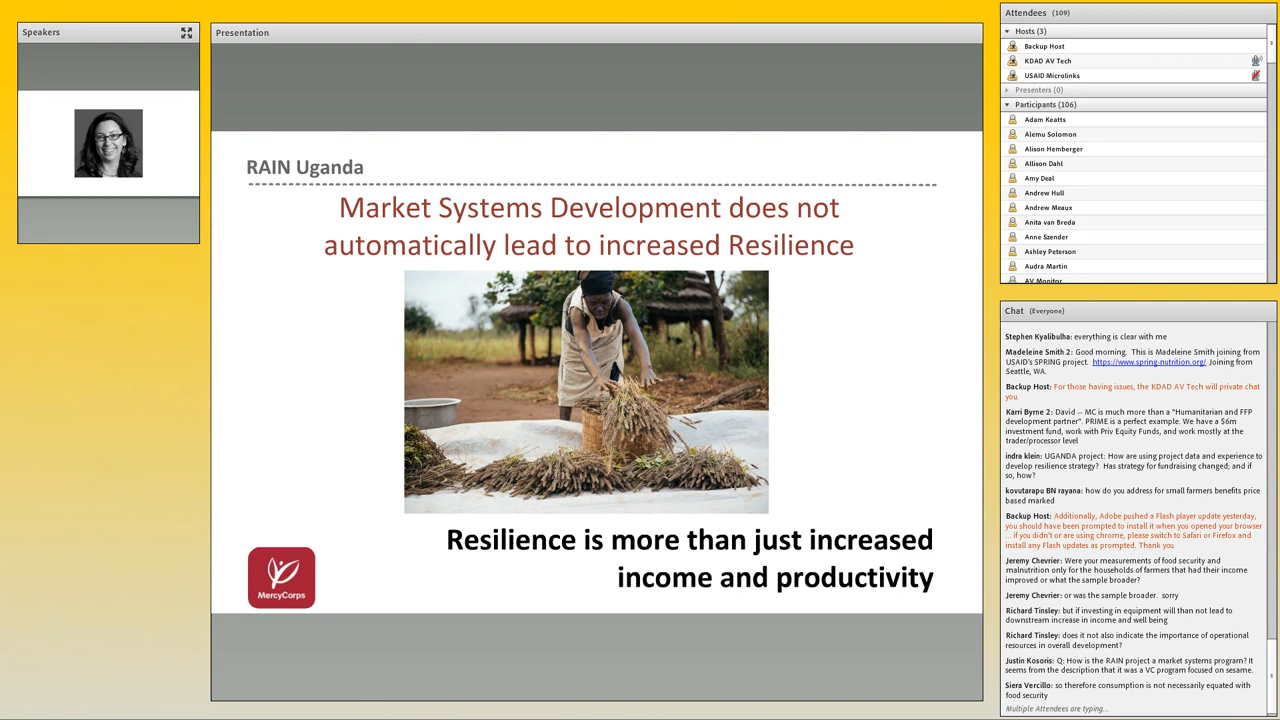 Speakers
Presentation
RAIN Uganda
Market Systems Development does not
automatically lead to increased Resilience
Resilience is more than just increased
income and productivity
MercyCorps
Attendees (109)
Hosts (3)
Backup Host
KDAD AV Tech
USAID Microlinks
Presenters (0)
Participants (106)
Adam Keatts
Alemu Solomon
Alison Hemberger
Allison Dahl
Amy Deal
Andrew Hull
Andrew Meaux
Anita van Breda
Anne Szender
Ashley Peterson
Audra Martin
AV Monitor
Chat (Everyone)
Stephen Kyalibulha: everything is clear with me
Madeleine Smith 2: Good morning. This is Madeleine Smith joining from
USAID's SPRING project. https://www.spring-nutrition.org/ Joining from
Seattle, WA.
Backup Host: For those having issues, the KDAD AV Tech will private chat
you.
Karri Byrne 2: David -- MC is much more than a "Humanitarian and FFP
development partner". PRIME is a perfect example. We have a $6m
investment fund, work with Priv Equity Funds, and work mostly at the
trader/processor level
indra klein: UGANDA project: How are using project data and experience to
develop resilience strategy? Has strategy for fundraising changed; and if
so, how?
kovutarapu BN rayana: how do you address for small farmers benefits price
based marked
Backup Host: Additionally, Adobe pushed a Flash player update yesterday,
you should have been prompted to install it when you opened your browser
... if you didn't or are using chrome, please switch to Safari or Firefox and
install any Flash updates as prompted. Thank you.
Jeremy Chevrier: Were your measurements of food security and
malnutrition only for the households of farmers that had their income
improved or what the sample broader?
Jeremy Chevrier: or was the sample broader. sorry
Richard Tinsley: but if investing in equipment will than not lead to
downstream increase in income and well being
Richard Tinsley: does it not also indicate the importance of operational
resources in overall development?
Justin Kosoris: Q: How is the RAIN project a market systems program? It
seems from the description that it was a VC program focused on sesame.
Siera Vercillo: so therefore consumption is not necessarily equated with
food security
Multiple Attendees are typing...